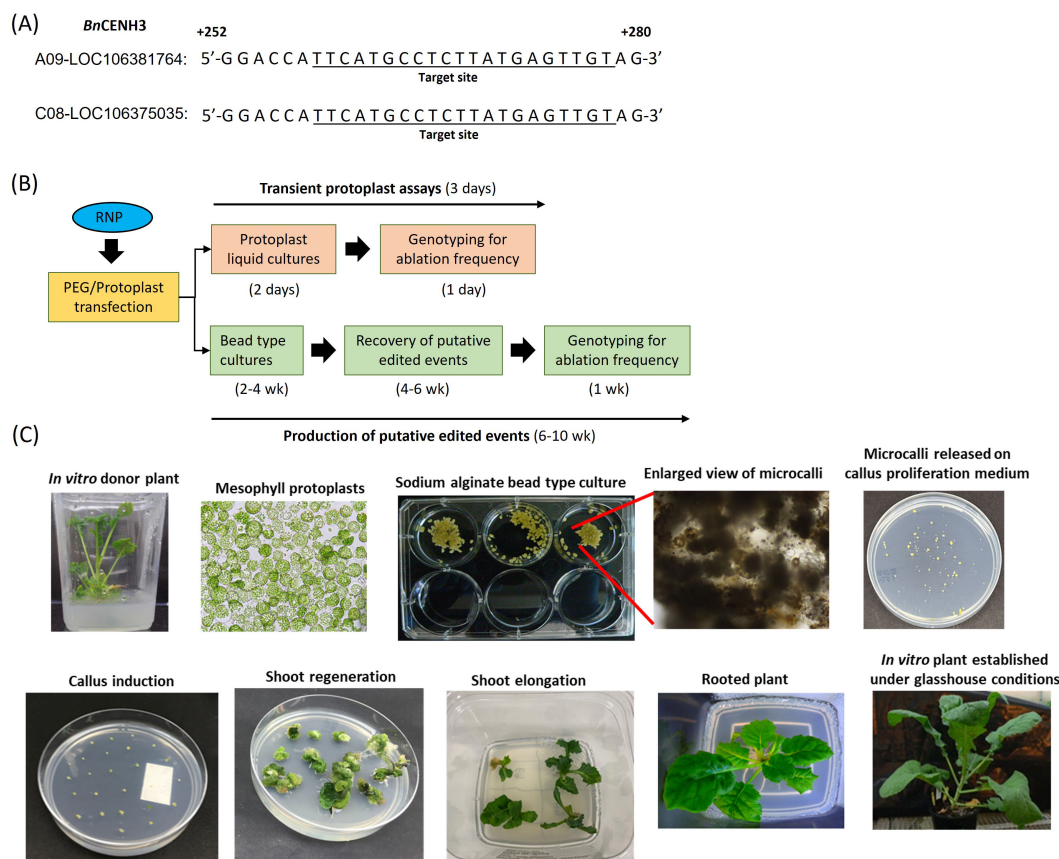 (A)
BnCENH3
+252
+280
A09-LOC106381764: 5'-G G A C C A T T C A T G C C T C T T A T G A G T T G T A G-3'
Target site
C08-LOC106375035: 5'-G G A C C A T T C A T G C C T C T T A T G A G T T G T A G-3'
Target site
(B)
Transient protoplast assays (3 days)
RNP
Protoplast
liquid cultures
Genotyping for
ablation frequency
PEG/Protoplast
transfection
(2 days)
(1 day)
Bead type
cultures
Recovery of putative
edited events
Genotyping for
ablation frequency
(2-4 wk)
(4-6 wk)
(1 wk)
Production of putative edited events (6-10 wk)
(C)
In vitro donor plant
Mesophyll protoplasts
Sodium alginate bead type culture
Enlarged view of microcalli
Microcalli released on
callus proliferation medium
Callus induction
Shoot regeneration
Shoot elongation
Rooted plant
In vitro plant established
under glasshouse conditions